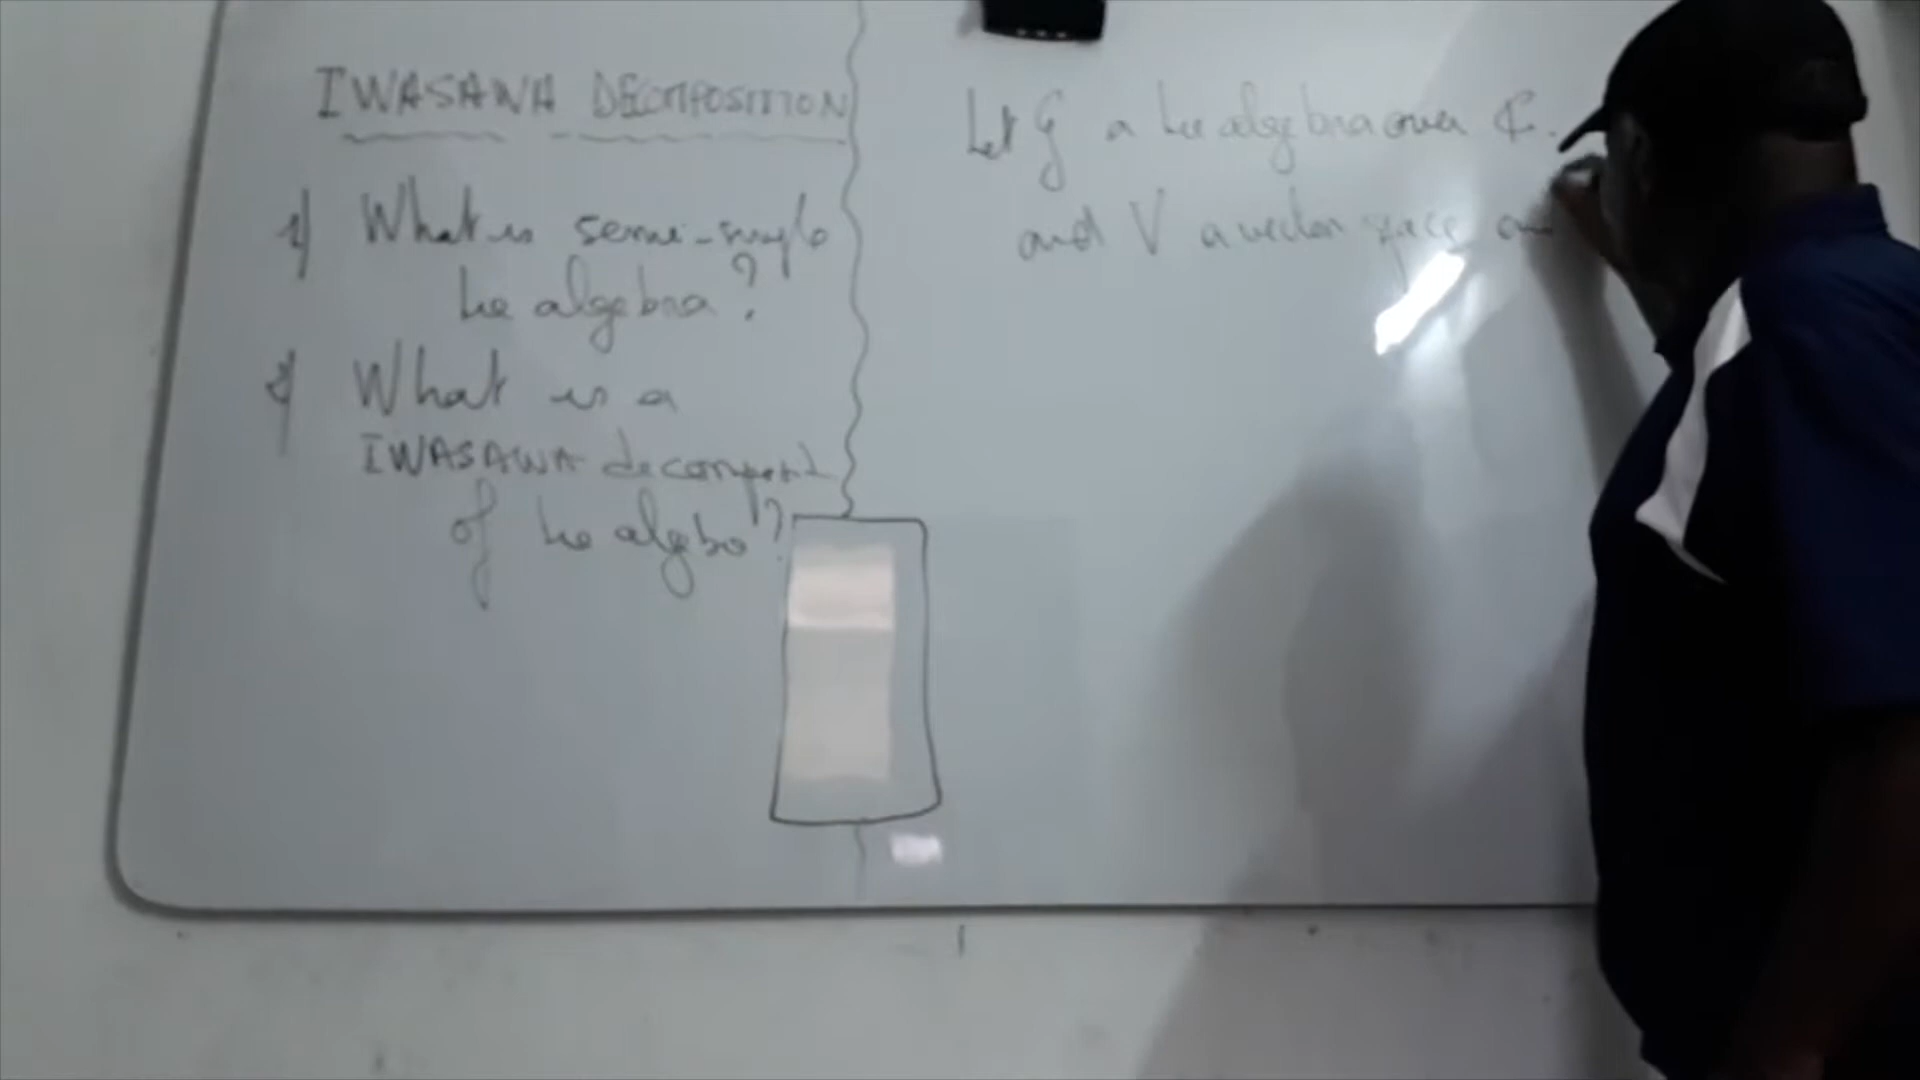 IWASAWA DECOMPOSITION
1) What is semi-simple
Lie algebra?
2) What is a
IWASAWA decomposit
of Lie algebra?
Let G a Lie algebra over ℂ.
and V a vector space